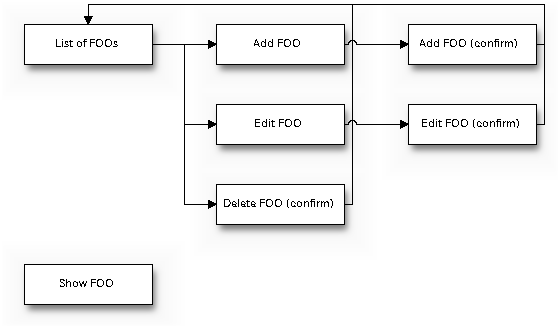 List of FOOs
Add FOO
Add FOO (confirm)
Edit FOO
Edit FOO (confirm)
Delete FOO (confirm)
Show FOO